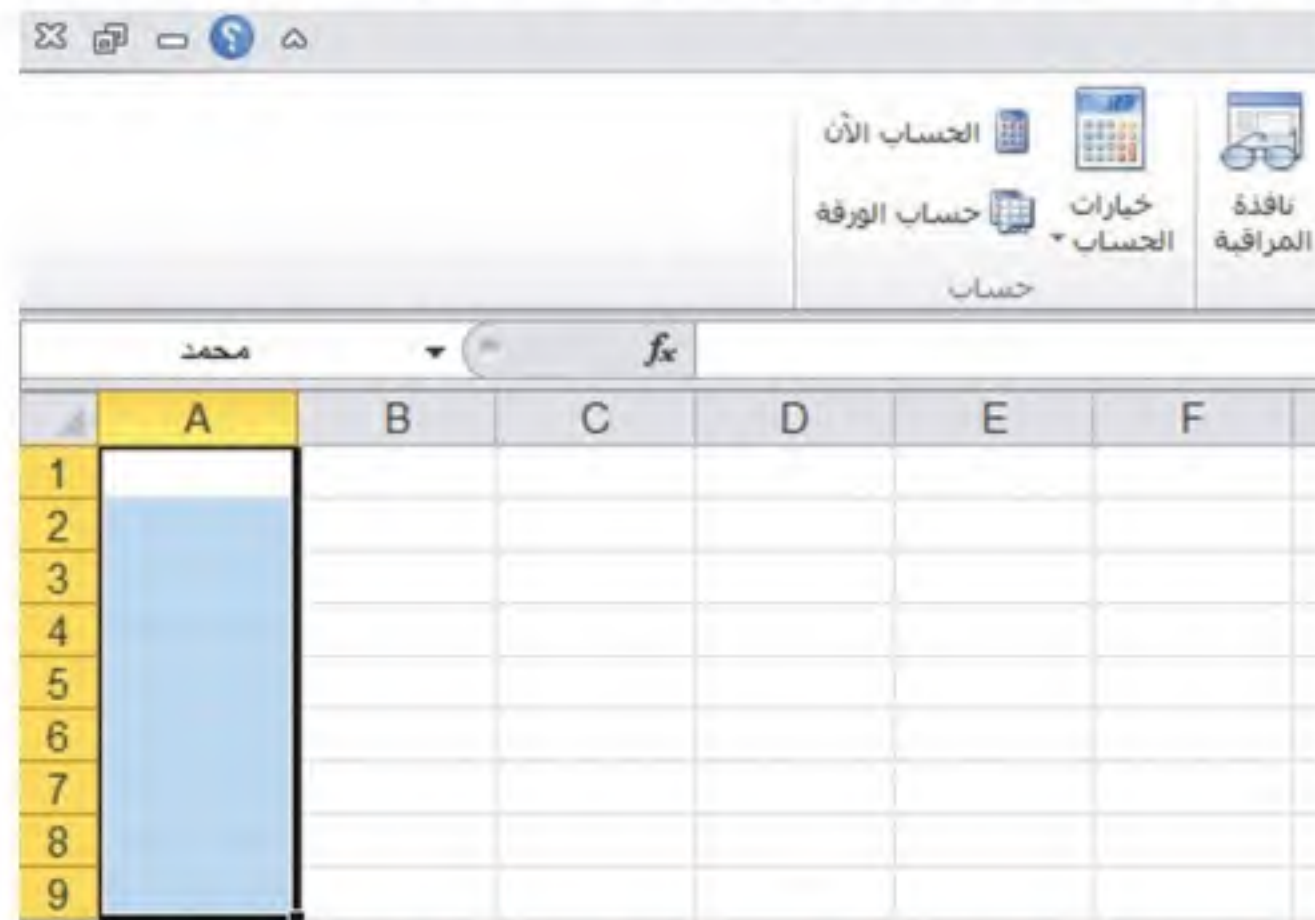 نافذة
المراقبة
خيارات
الحساب
الحساب الآن
حساب الورقة
حساب
محمد
fx
A B C D E F
1
2
3
4
5
6
7
8
9